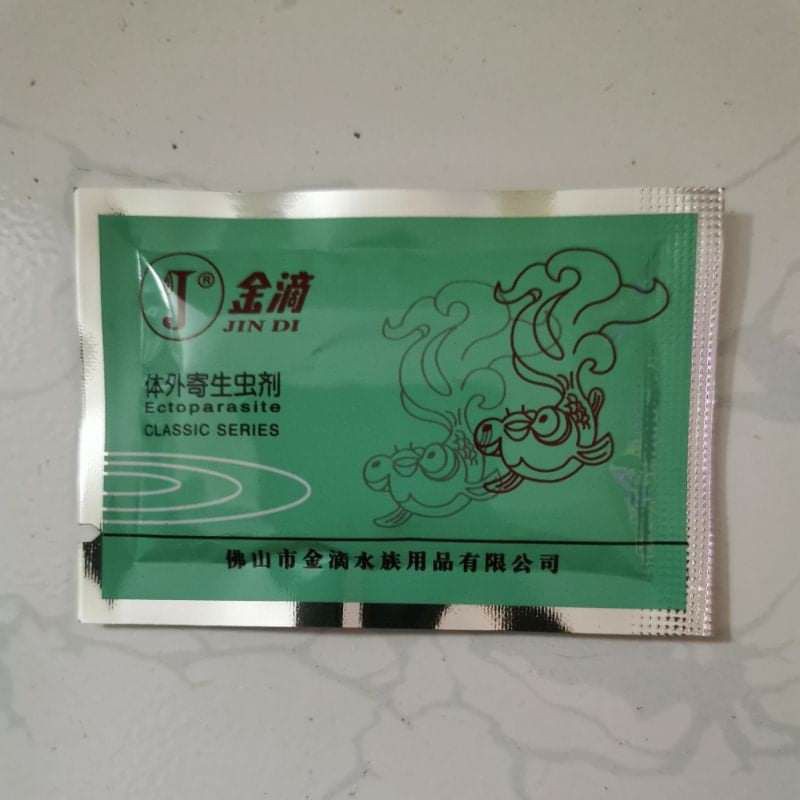 J®
金滴
JIN DI
体外寄生虫剂
Ectoparasite
CLASSIC SERIES
佛山市金滴水族用品有限公司